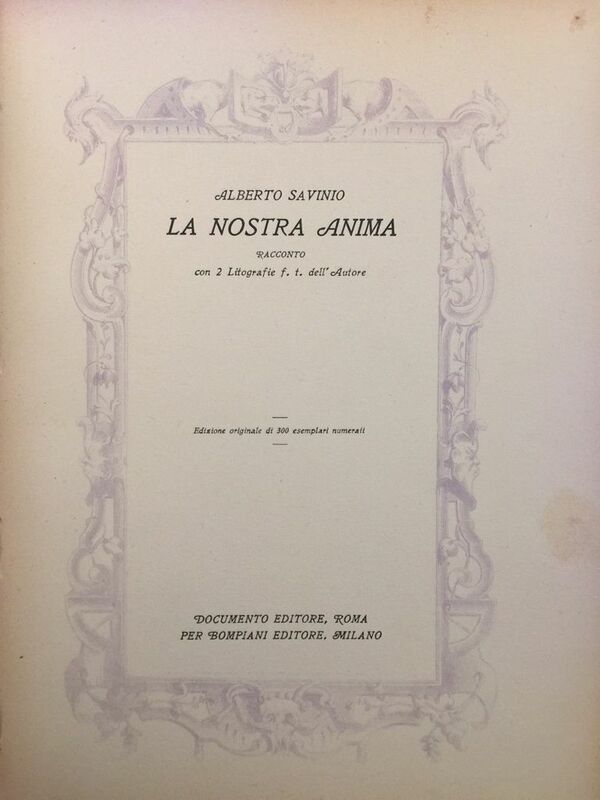 ALBERTO SAVINIO
LA NOSTRA ANIMA
RACCONTO
con 2 Litografie f. t. dell'Autore
Edizione originale di 300 esemplari numerati
DOCUMENTO EDITORE, ROMA
PER BOMPIANI EDITORE, MILANO